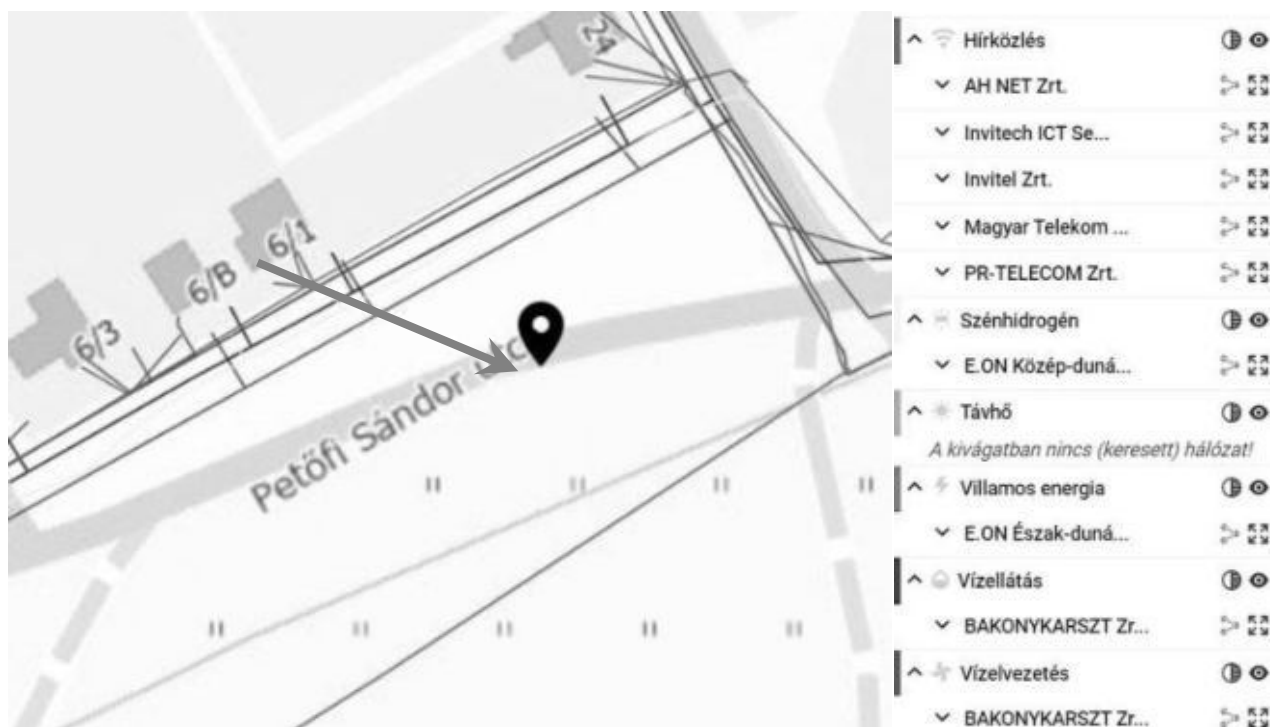 24
6/1
6/B
6/3
Petőfi Sándor utc
Hírközlés
AH NET Zrt.
Invitech ICT Se...
Invitel Zrt.
Magyar Telekom ...
PR-TELECOM Zrt.
Szénhidrogén
E.ON Közép-duná...
Távhő
A kivágatban nincs (keresett) hálózat!
Villamos energia
E.ON Észak-duná...
Vízellátás
BAKONYKARSZT Zr...
Vízelvezetés
BAKONYKARSZT Zr...